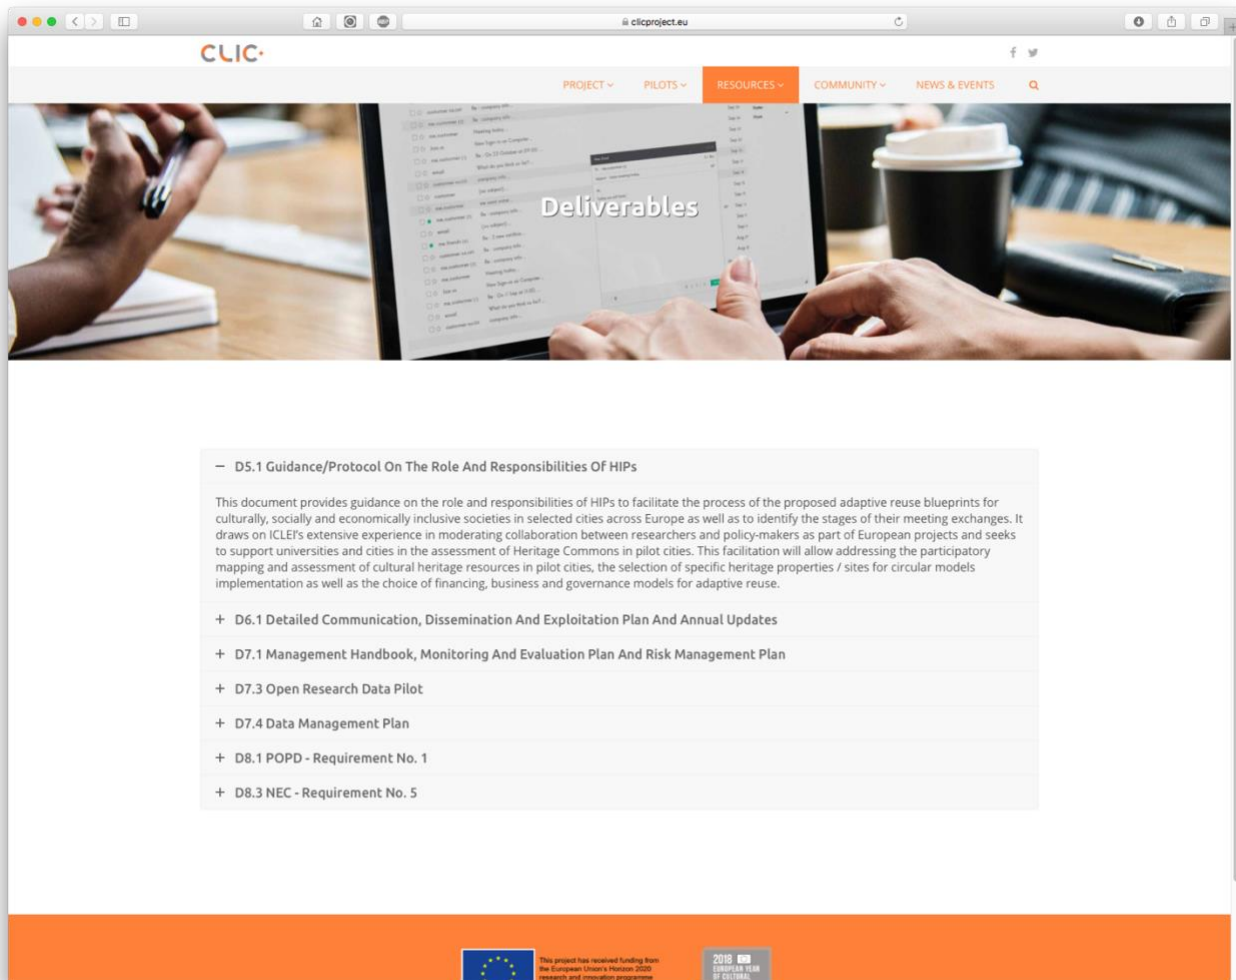 clicproject.eu
CLIC
PROJECT PILOTS RESOURCES COMMUNITY NEWS & EVENTS
Deliverables
D5.1 Guidance/Protocol On The Role And Responsibilities Of HIPs
This document provides guidance on the role and responsibilities of HIPs to facilitate the process of the proposed adaptive reuse blueprints for
culturally, socially and economically inclusive societies in selected cities across Europe as well as to identify the stages of their meeting exchanges. It
draws on ICLEI's extensive experience in moderating collaboration between researchers and policy-makers as part of European projects and seeks
to support universities and cities in the assessment of Heritage Commons in pilot cities. This facilitation will allow addressing the participatory
mapping and assessment of cultural heritage resources in pilot cities, the selection of specific heritage properties / sites for circular models
implementation as well as the choice of financing, business and governance models for adaptive reuse.
+ D6.1 Detailed Communication, Dissemination And Exploitation Plan And Annual Updates
+ D7.1 Management Handbook, Monitoring And Evaluation Plan And Risk Management Plan
+ D7.3 Open Research Data Pilot
+ D7.4 Data Management Plan
+ D8.1 POPD - Requirement No. 1
+ D8.3 NEC - Requirement No. 5
This project has received funding from
the European Union's Horizon 2020
research and innovation programme
2018
EUROPEAN YEAR
OF CULTURAL